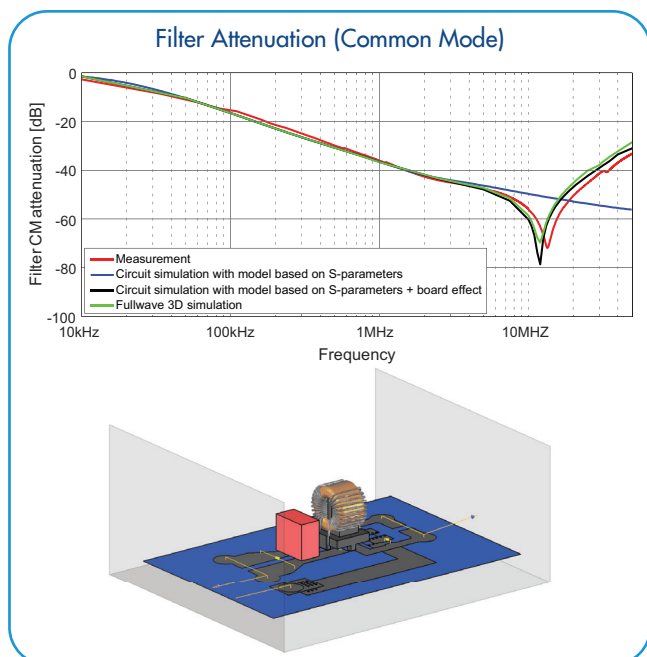 Filter Attenuation (Common Mode)
0
-20
-40
-60
-80
-100
Filter CM attenuation [dB]
Measurement
Circuit simulation with model based on S-parameters
Circuit simulation with model based on S-parameters + board effect
Fullwave 3D simulation
10kHz 100kHz 1MHz 10MHZ
Frequency